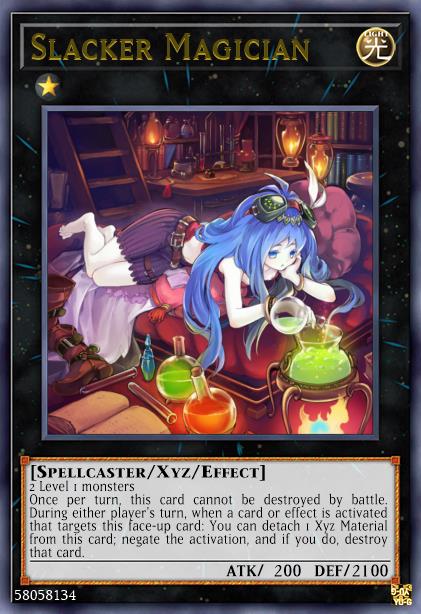 Slacker Magician
LIGHT
光
[Spellcaster/Xyz/Effect]
2 Level 1 monsters
Once per turn, this card cannot be destroyed by battle.
During either player's turn, when a card or effect is activated
that targets this face-up card: You can detach 1 Xyz Material
from this card; negate the activation, and if you do, destroy
that card.
ATK/ 200 DEF/2100
58058134